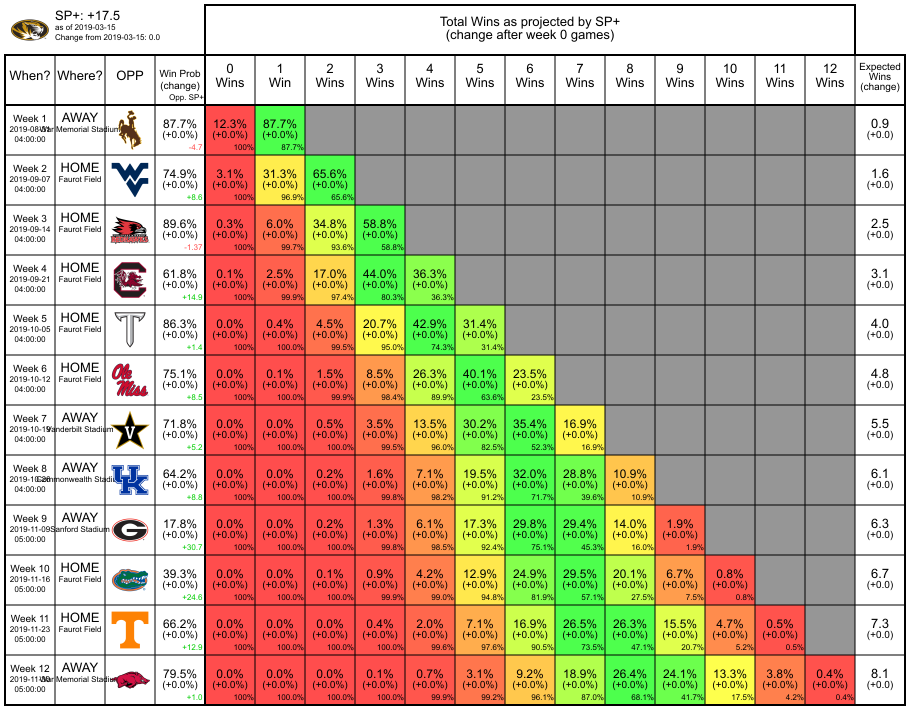 SP+: +17.5
as of 2019-03-15
Change from 2019-03-15: 0.0
Total Wins as projected by SP+
(change after week 0 games)
When? Where? OPP Win Prob (change) Opp. SP+ 0 Wins 1 Win 2 Wins 3 Wins 4 Wins 5 Wins 6 Wins 7 Wins 8 Wins 9 Wins 10 Wins 11 Wins 12 Wins Expected Wins (change)
Week 1 AWAY 87.7% 12.3% 87.7% 0.9
04:00:00 War Memorial Stadium (+0.0%) (+0.0%) (+0.0%) (+0.0)
-4.7 100% 87.7%
Week 2 HOME 74.9% 3.1% 31.3% 65.6% 1.6
2019-09-07 Faurot Field (+0.0%) (+0.0%) (+0.0%) (+0.0%) (+0.0)
04:00:00 +8.6 100% 96.9% 65.6%
Week 3 HOME 89.6% 0.3% 6.0% 34.8% 58.8% 2.5
2019-09-14 Faurot Field (+0.0%) (+0.0%) (+0.0%) (+0.0%) (+0.0%) (+0.0)
04:00:00 -1.37 100% 99.7% 93.6% 58.8%
Week 4 HOME 61.8% 0.1% 2.5% 17.0% 44.0% 36.3% 3.1
2019-09-21 Faurot Field (+0.0%) (+0.0%) (+0.0%) (+0.0%) (+0.0%) (+0.0%) (+0.0)
04:00:00 +14.9 100% 99.9% 97.4% 80.3% 36.3%
Week 5 HOME T 86.3% 0.0% 0.4% 4.5% 20.7% 42.9% 31.4% 4.0
2019-10-05 Faurot Field (+0.0%) (+0.0%) (+0.0%) (+0.0%) (+0.0%) (+0.0%) (+0.0%) (+0.0)
04:00:00 +1.4 100% 100.0% 99.5% 95.0% 74.3% 31.4%
Week 6 HOME Ole Miss 75.1% 0.0% 0.1% 1.5% 8.5% 26.3% 40.1% 23.5% 4.8
2019-10-12 Faurot Field (+0.0%) (+0.0%) (+0.0%) (+0.0%) (+0.0%) (+0.0%) (+0.0%) (+0.0%) (+0.0)
04:00:00 +8.5 100% 100.0% 99.9% 98.4% 89.9% 63.6% 23.5%
Week 7 AWAY V 71.8% 0.0% 0.0% 0.5% 3.5% 13.5% 30.2% 35.4% 16.9% 5.5
Vanderbilt Stadium (+0.0%) (+0.0%) (+0.0%) (+0.0%) (+0.0%) (+0.0%) (+0.0%) (+0.0%) (+0.0%) (+0.0)
04:00:00 +5.2 100% 100.0% 100.0% 99.5% 96.0% 82.5% 52.3% 16.9%
Week 8 AWAY UK 64.2% 0.0% 0.0% 0.2% 1.6% 7.1% 19.5% 32.0% 28.8% 10.9% 6.1
(+0.0%) (+0.0%) (+0.0%) (+0.0%) (+0.0%) (+0.0%) (+0.0%) (+0.0%) (+0.0%) (+0.0%) (+0.0)
04:00:00 +8.8 100% 100.0% 100.0% 99.8% 98.2% 91.2% 71.7% 39.6% 10.9%
Week 9 AWAY G 17.8% 0.0% 0.0% 0.2% 1.3% 6.1% 17.3% 29.8% 29.4% 14.0% 1.9% 6.3
2019-11-09 Sanford Stadium (+0.0%) (+0.0%) (+0.0%) (+0.0%) (+0.0%) (+0.0%) (+0.0%) (+0.0%) (+0.0%) (+0.0%) (+0.0%) (+0.0)
05:00:00 +30.7 100% 100.0% 100.0% 99.8% 98.5% 92.4% 75.1% 45.3% 16.0% 1.9%
Week 10 HOME 39.3% 0.0% 0.0% 0.1% 0.9% 4.2% 12.9% 24.9% 29.5% 20.1% 6.7% 0.8% 6.7
2019-11-16 Faurot Field (+0.0%) (+0.0%) (+0.0%) (+0.0%) (+0.0%) (+0.0%) (+0.0%) (+0.0%) (+0.0%) (+0.0%) (+0.0%) (+0.0%) (+0.0)
05:00:00 +24.6 100% 100.0% 100.0% 99.9% 99.0% 94.8% 81.9% 57.1% 27.5% 7.5% 0.8%
Week 11 HOME T 66.2% 0.0% 0.0% 0.0% 0.4% 2.0% 7.1% 16.9% 26.5% 26.3% 15.5% 4.7% 0.5% 7.3
2019-11-23 Faurot Field (+0.0%) (+0.0%) (+0.0%) (+0.0%) (+0.0%) (+0.0%) (+0.0%) (+0.0%) (+0.0%) (+0.0%) (+0.0%) (+0.0%) (+0.0%) (+0.0)
05:00:00 +12.9 100% 100.0% 100.0% 100.0% 99.6% 97.6% 90.5% 73.5% 47.1% 20.7% 5.2% 0.5%
Week 12 AWAY 79.5% 0.0% 0.0% 0.0% 0.1% 0.7% 3.1% 9.2% 18.9% 26.4% 24.1% 13.3% 3.8% 0.4% 8.1
War Memorial Stadium (+0.0%) (+0.0%) (+0.0%) (+0.0%) (+0.0%) (+0.0%) (+0.0%) (+0.0%) (+0.0%) (+0.0%) (+0.0%) (+0.0%) (+0.0%) (+0.0%) (+0.0)
05:00:00 +1.0 100% 100.0% 100.0% 100.0% 99.9% 99.2% 96.1% 87.0% 68.1% 41.7% 17.5% 4.2% 0.4%